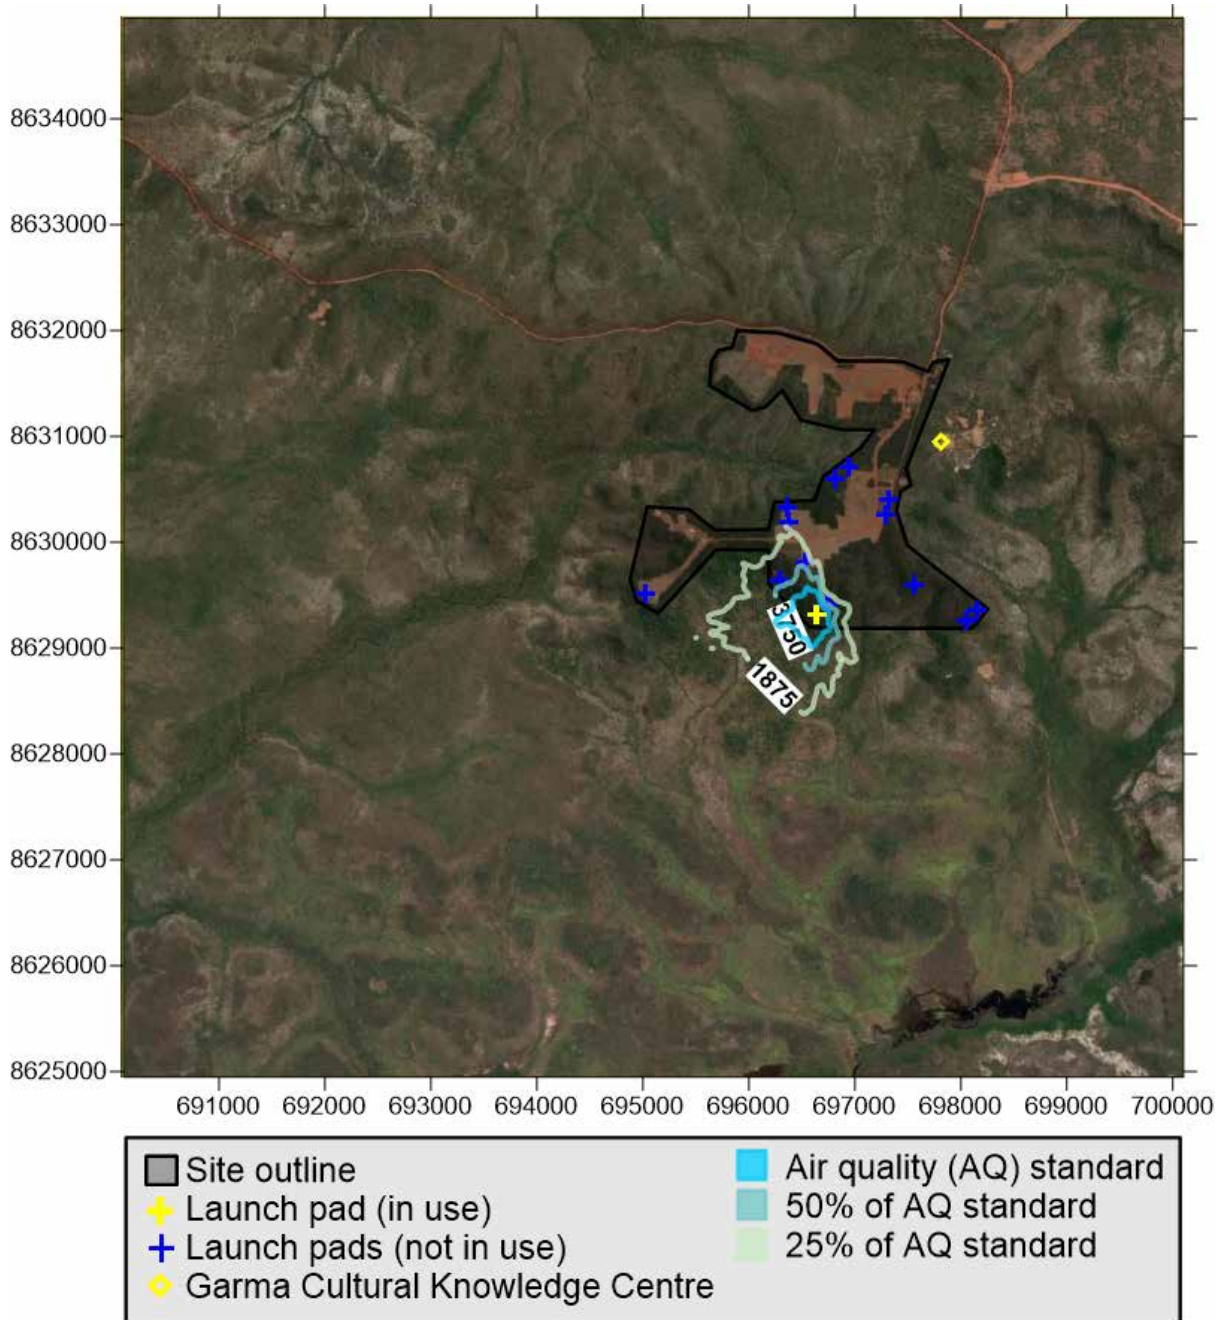 8634000
8633000
8632000
8631000
8630000
8629000
8628000
8627000
8626000
8625000
3750
1875
691000 692000 693000 694000 695000 696000 697000 698000 699000 700000
Site outline
Launch pad (in use)
Launch pads (not in use)
Garma Cultural Knowledge Centre
Air quality (AQ) standard
50% of AQ standard
25% of AQ standard